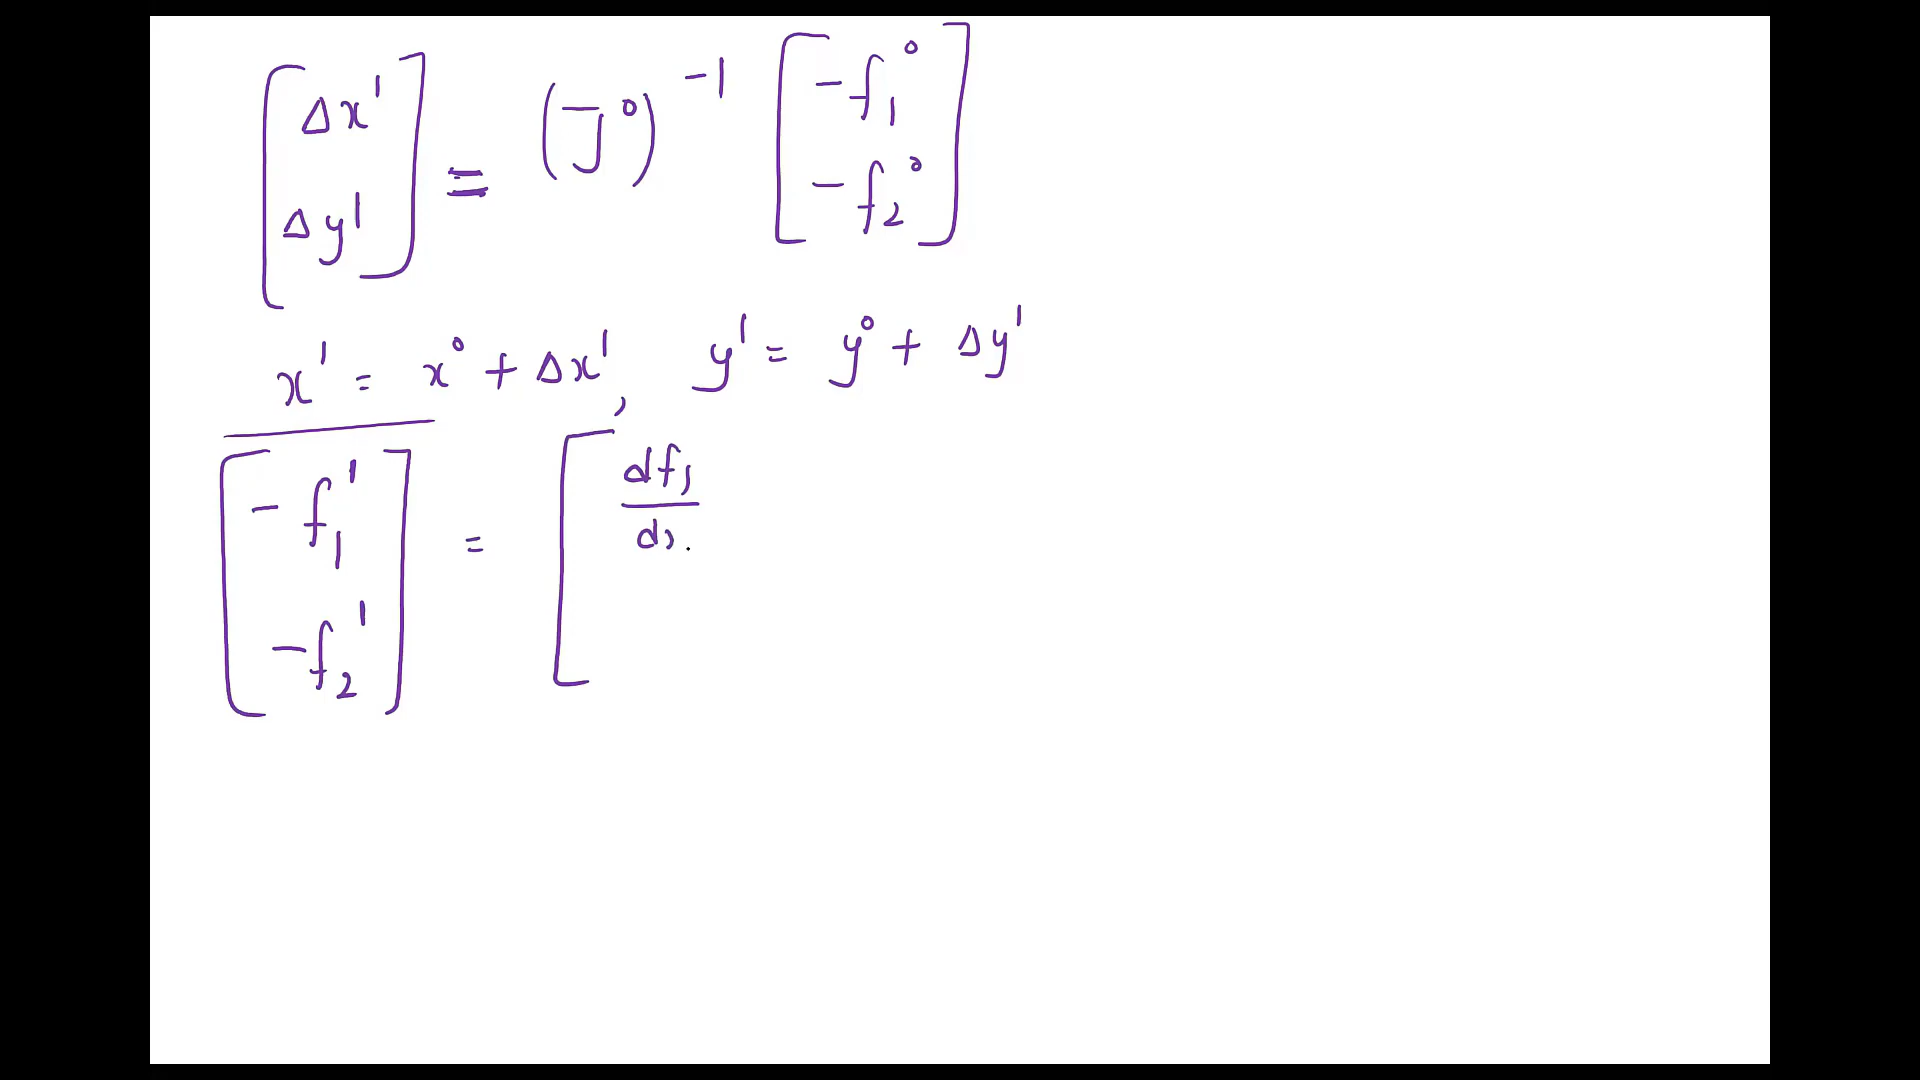 [Δx¹ Δy¹] = (J⁰)⁻¹ [-f₁⁰ -f₂⁰]
x¹ = x⁰ + Δx¹, y¹ = y⁰ + Δy¹
[-f₁¹ -f₂¹] = [df₁/d